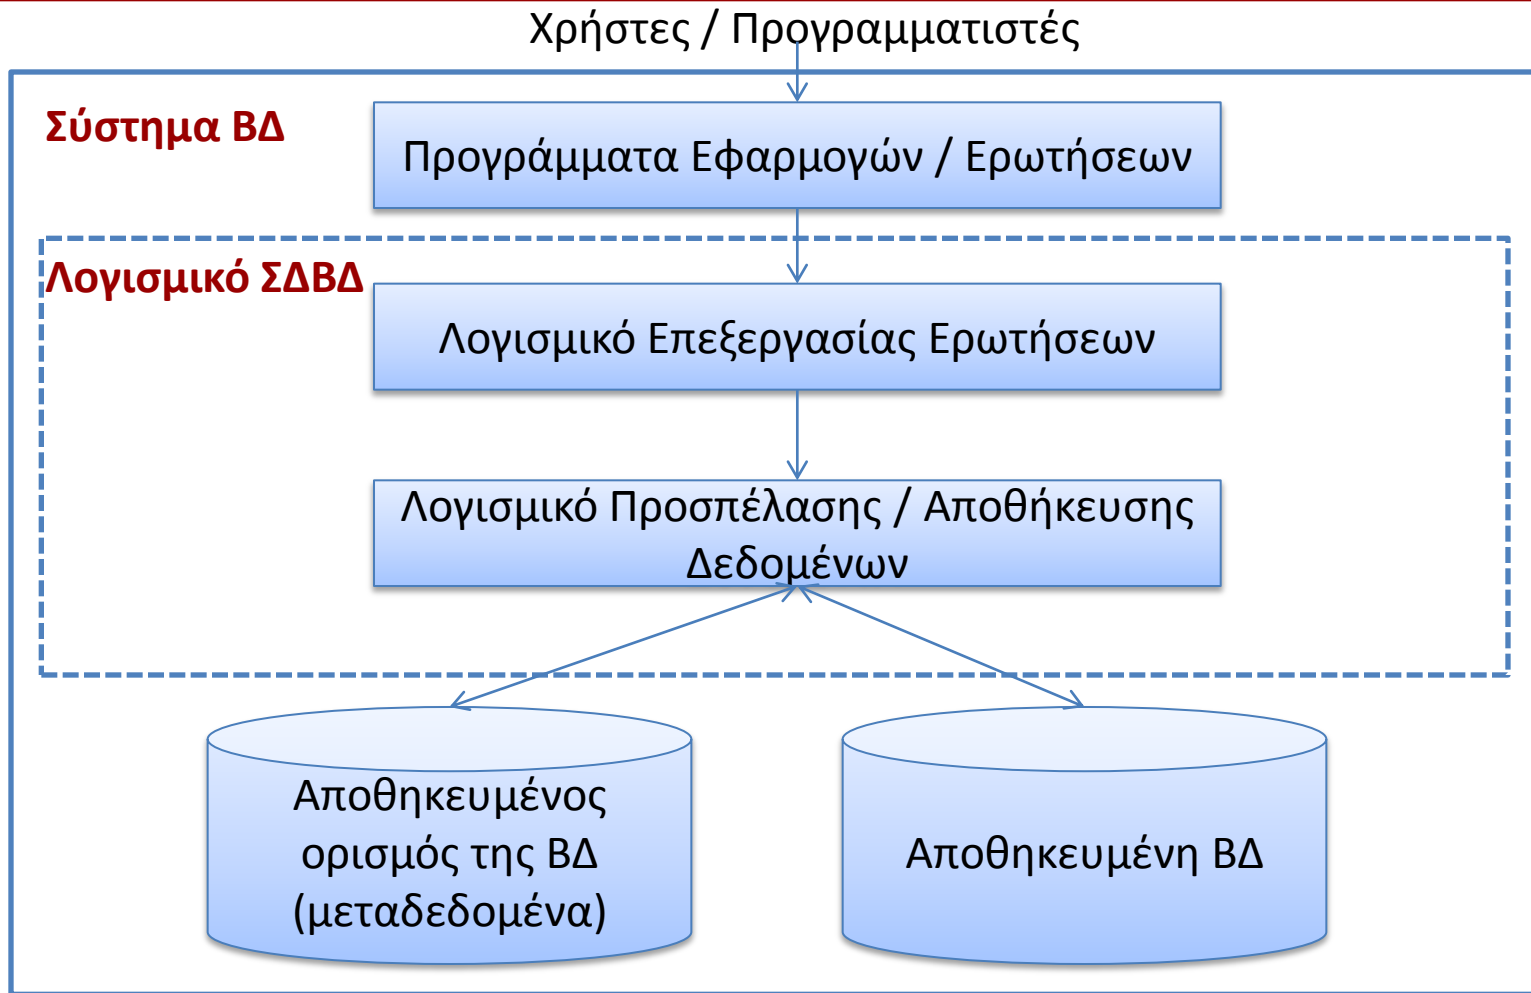 Χρήστες / Προγραμματιστές
Σύστημα ΒΔ
Προγράμματα Εφαρμογών / Ερωτήσεων
Λογισμικό ΣΔΒΔ
Λογισμικό Επεξεργασίας Ερωτήσεων
Λογισμικό Προσπέλασης / Αποθήκευσης
Δεδομένων
Αποθηκευμένος
ορισμός της ΒΔ
(μεταδεδομένα)
Αποθηκευμένη ΒΔ